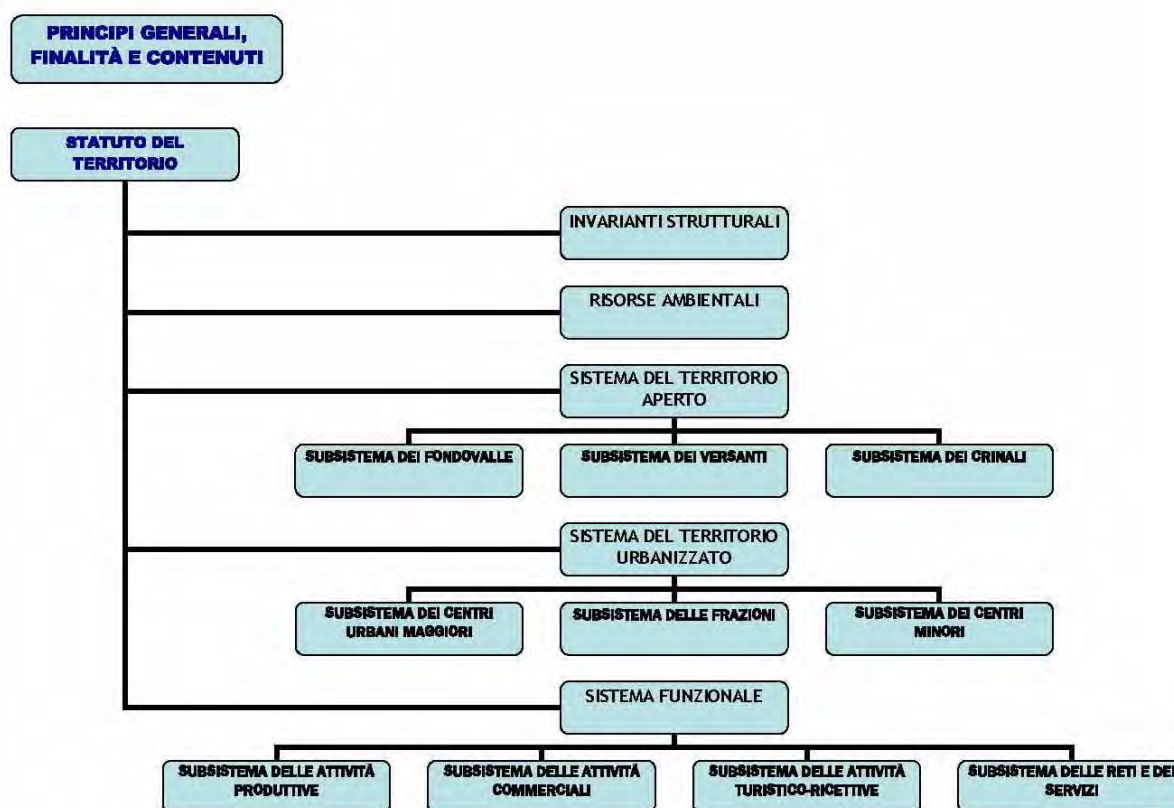 PRINCIPI GENERALI,
FINALITÀ E CONTENUTI
STATUTO DEL
TERRITORIO
INVARIANTI STRUTTURALI
RISORSE AMBIENTALI
SISTEMA DEL TERRITORIO
APERTO
SUBSISTEMA DEI FONDOVALLE
SUBSISTEMA DEI VERSANTI
SUBSISTEMA DEI CRINALI
SISTEMA DEL TERRITORIO
URBANIZZATO
SUBSISTEMA DEI CENTRI
URBANI MAGGIORI
SUBSISTEMA DELLE FRAZIONI
SUBSISTEMA DEI CENTRI
MINORI
SISTEMA FUNZIONALE
SUBSISTEMA DELLE ATTIVITÀ
PRODUTTIVE
SUBSISTEMA DELLE ATTIVITÀ
COMMERCIALI
SUBSISTEMA DELLE ATTIVITÀ
TURISTICO-RICETTIVE
SUBSISTEMA DELLE RETI E DEI
SERVIZI